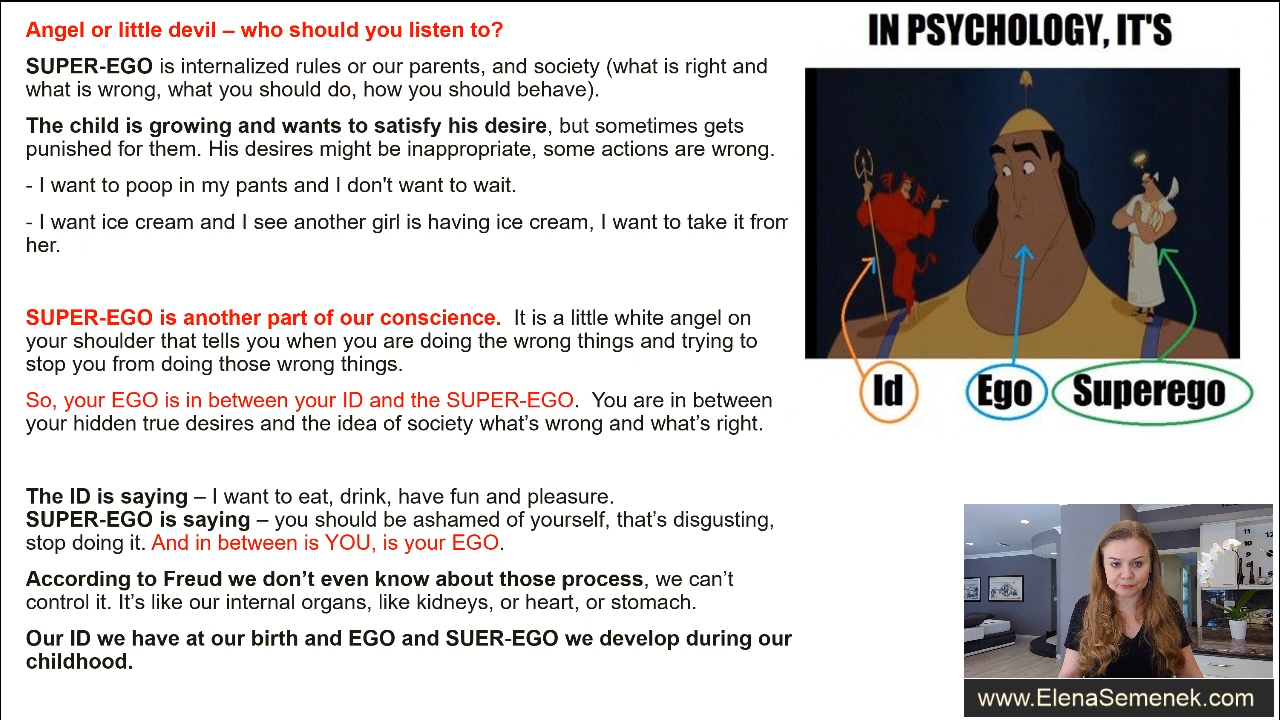 Angel or little devil – who should you listen to?
SUPER-EGO is internalized rules or our parents, and society (what is right and
what is wrong, what you should do, how you should behave).
The child is growing and wants to satisfy his desire, but sometimes gets
punished for them. His desires might be inappropriate, some actions are wrong.
- I want to poop in my pants and I don't want to wait.
- I want ice cream and I see another girl is having ice cream, I want to take it from
her.
SUPER-EGO is another part of our conscience.  It is a little white angel on
your shoulder that tells you when you are doing the wrong things and trying to
stop you from doing those wrong things.
So, your EGO is in between your ID and the SUPER-EGO.  You are in between
your hidden true desires and the idea of society what's wrong and what's right.
The ID is saying – I want to eat, drink, have fun and pleasure.
SUPER-EGO is saying – you should be ashamed of yourself, that's disgusting,
stop doing it. And in between is YOU, is your EGO.
According to Freud we don't even know about those process, we can't
control it. It's like our internal organs, like kidneys, or heart, or stomach.
Our ID we have at our birth and EGO and SUER-EGO we develop during our
childhood.
IN PSYCHOLOGY, IT'S
Id Ego Superego
www.ElenaSemenek.com